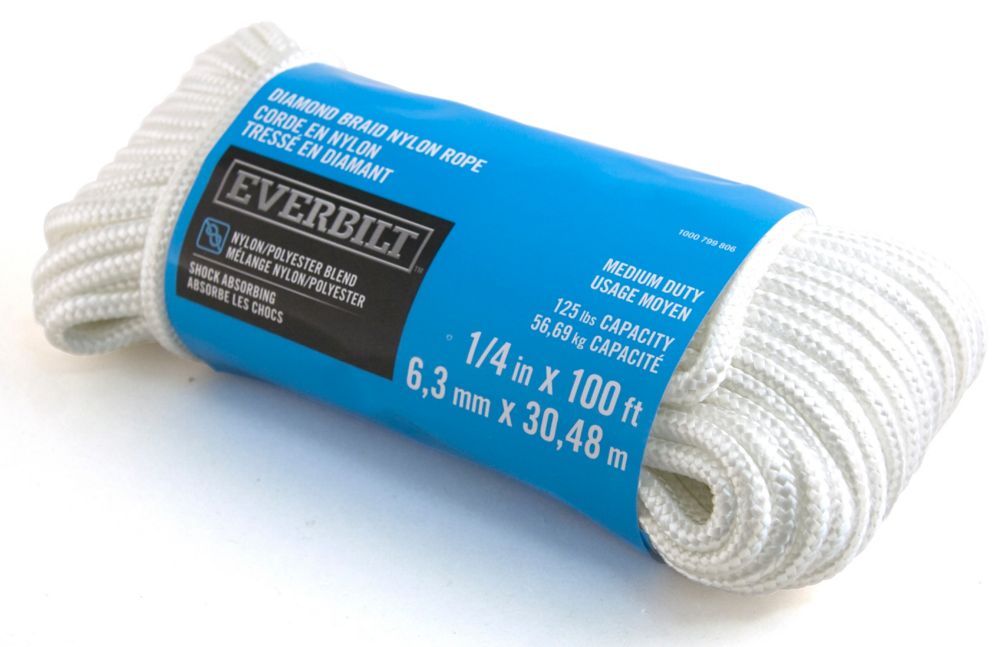 DIAMOND BRAID NYLON ROPE
CORDE EN NYLON
TRESSÉ EN DIAMANT
EVERBILT™
NYLON/POLYESTER BLEND
MÉLANGE NYLON/POLYESTER
SHOCK ABSORBING
ABSORBE LES CHOCS
1000 799 806
MEDIUM DUTY
USAGE MOYEN
125 lbs CAPACITY
56,69 kg CAPACITÉ
1/4 in x 100 ft
6,3 mm x 30,48 m